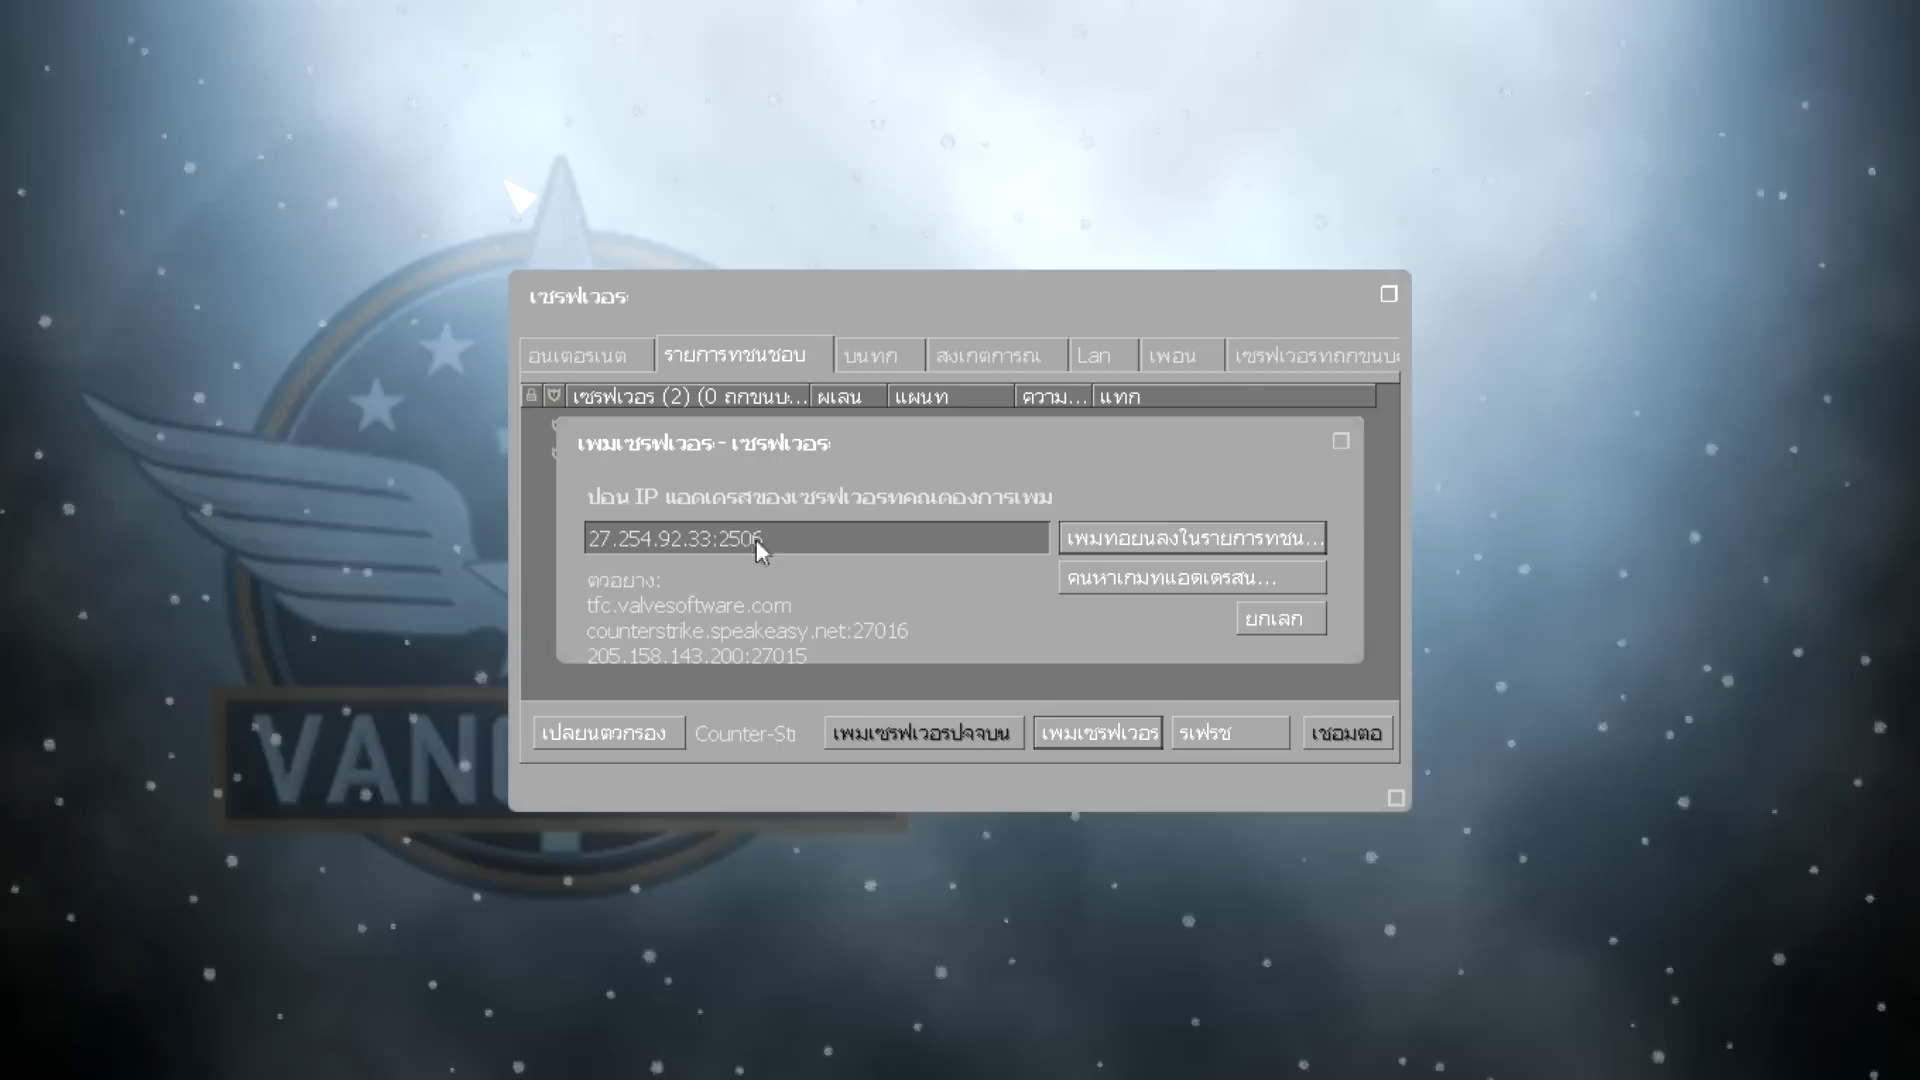 เซรฟเวอร
อนเตอรเนต รายการทชนชอบ บนทก สงเกตการณ Lan เพอน เซรฟเวอรทถกขนบ
เซรฟเวอร (2) (0 ถกขนบ... ผเลน แผนท ความ... แทก
เพมเซรฟเวอร - เซรฟเวอร
ปอน IP แอดเดรสของเซรฟเวอรทคณตองการเพม
27.254.92.33:2506 เพมทอยนลงในรายการทชน...
คนหาเกมทแอดเดรสน...
ตวอยาง:
tfc.valvesoftware.com
ยกเลก
counterstrike.speakeasy.net:27016
205.158.143.200:27015
เปลยนตวกรอง Counter-Str เพมเซรฟเวอรปจจบน เพมเซรฟเวอร รเฟรช เชอมตอ
VAN